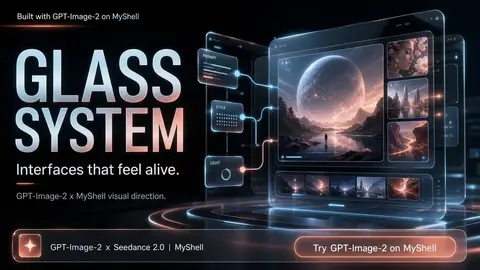 Built with GPT-Image-2 on MyShell
GLASS
SYSTEM
Interfaces that feel alive.
GPT-Image-2 x MyShell visual direction.
PROMPT
STYLE
LIGHT
GPT-Image-2 x Seedance 2.0 | MyShell
Try GPT-Image-2 on MyShell